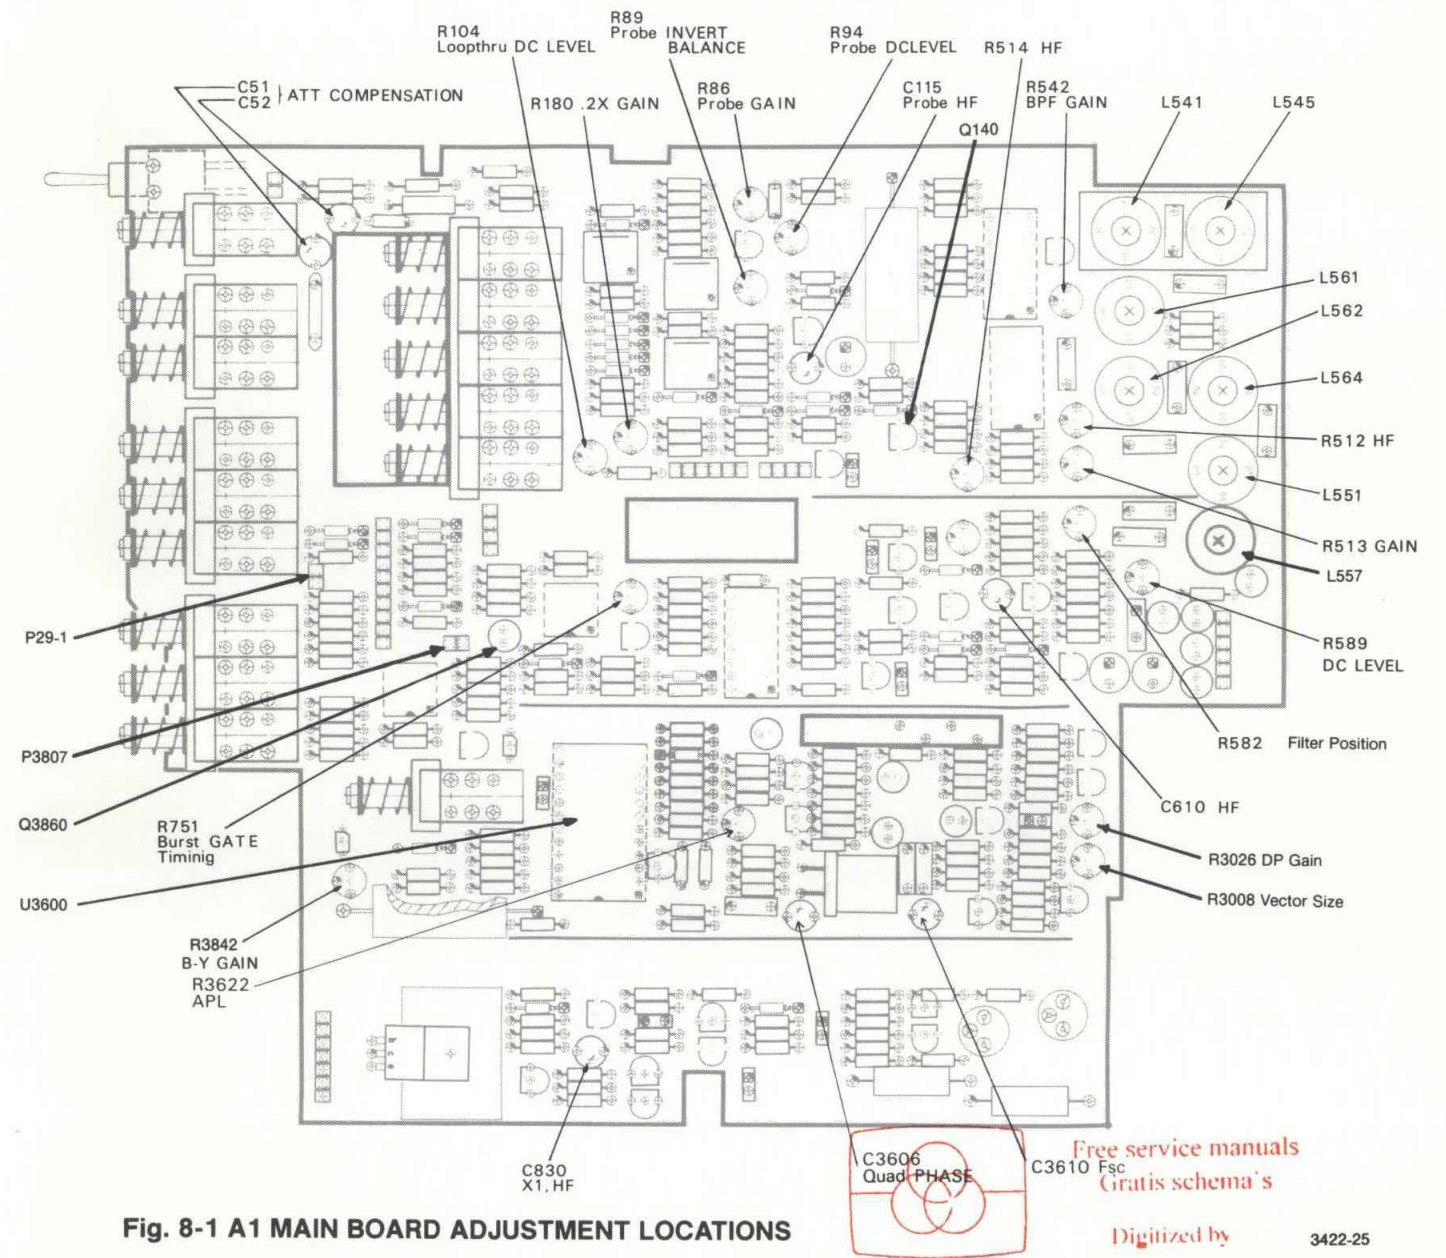 R89
Probe INVERT
BALANCE
R104
Loopthru DC LEVEL
R94
Probe DCLEVEL
R514 HF
C51
C52
ATT COMPENSATION
R180 .2X GAIN
R86
Probe GAIN
C115
Probe HF
R542
BPF GAIN
L541
L545
Q140
L561
L562
L564
R512 HF
L551
R513 GAIN
L557
P29-1
R589
DC LEVEL
P3807
R582 Filter Position
C610 HF
Q3860
R751
Burst GATE
Timinig
R3026 DP Gain
U3600
R3008 Vector Size
R3842
B-Y GAIN
R3622
APL
b
c
e
C830
X1, HF
C3606
Quad PHASE
C3610 Fsc
Free service manuals
Gratis schema's
Digitized by
Fig. 8-1 A1 MAIN BOARD ADJUSTMENT LOCATIONS
3422-25